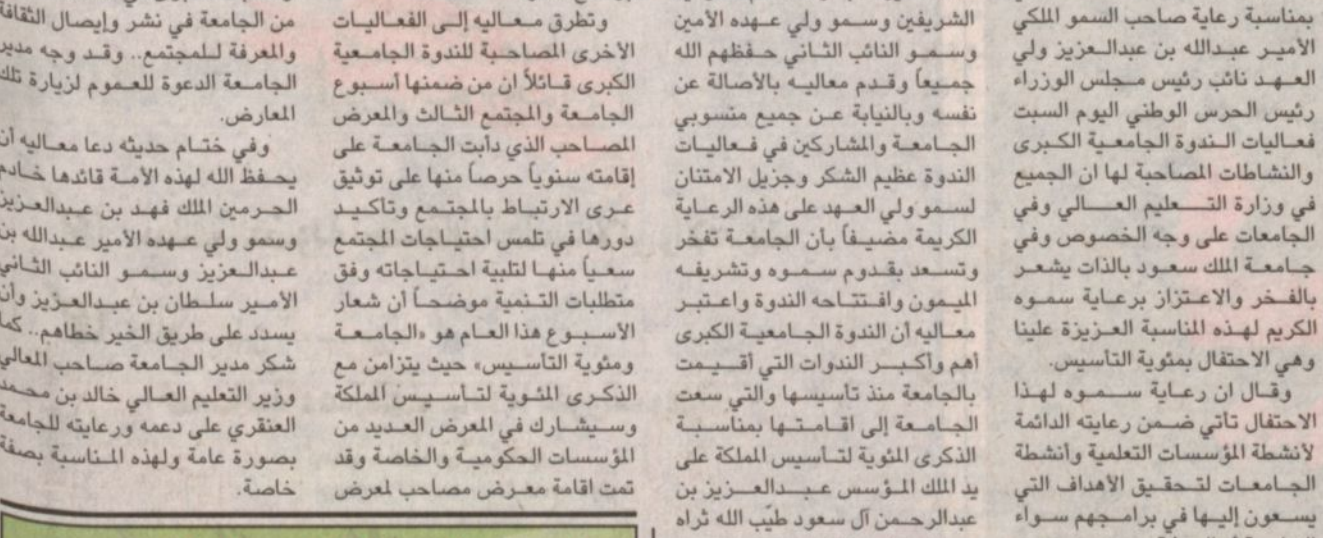 بمناسبة رعاية صاحب السمو الملكي
الأمير عبدالله بن عبدالعزيز ولي
العهد نائب رئيس مجلس الوزراء
رئيس الحرس الوطني اليوم السبت
فعاليات الندوة الجامعية الكبرى
والنشاطات المصاحبة لها ان الجميع
في وزارة التعليم العالي وفي
الجامعات على وجه الخصوص وفي
جامعة الملك سعود بالذات يشعر
بالفخر والاعتزاز برعاية سموه
الكريم لهذه المناسبة العزيزة علينا
وهي الاحتفال بمئوية التأسيس.
وقال ان رعاية سموه لهذا
الاحتفال تأتي ضمن رعايته الدائمة
لأنشطة المؤسسات التعلمية وأنشطة
الجامعات لتحقيق الأهداف التي
يسعون إليها في برامجهم سواء
الشريفين وسمو ولي عهده الأمين
وسمو النائب الثاني حفظهم الله
جميعاً وقدم معاليه بالأصالة عن
نفسه وبالنيابة عن جميع منسوبي
الجامعة والمشاركين في فعاليات
الندوة عظيم الشكر وجزيل الامتنان
لسمو ولي العهد على هذه الرعاية
الكريمة مضيفاً بأن الجامعة تفخر
وتسعد بقدوم سموه وتشريفه
الميمون وافتتاحه الندوة واعتبر
معاليه أن الندوة الجامعية الكبرى
أهم وأكبر الندوات التي أقيمت
بالجامعة منذ تأسيسها والتي سعت
الجامعة إلى اقامتها بمناسبة
الذكرى المئوية لتأسيس المملكة على
يد الملك المؤسس عبدالعزيز بن
عبدالرحمن آل سعود طيّب الله ثراه
وتطرق معاليه إلى الفعاليات
الأخرى المصاحبة للندوة الجامعية
الكبرى قائلاً ان من ضمنها أسبوع
الجامعة والمجتمع الثالث والمعرض
المصاحب الذي دأبت الجامعة على
إقامته سنوياً حرصاً منها على توثيق
عرى الارتباط بالمجتمع وتأكيد
دورها في تلمس احتياجات المجتمع
سعياً منها لتلبية احتياجاته وفق
متطلبات التنمية موضحاً أن شعار
الأسبوع هذا العام هو «الجامعة
ومئوية التأسيس» حيث يتزامن مع
الذكرى المئوية لتأسيس المملكة
وسيشارك في المعرض العديد من
المؤسسات الحكومية والخاصة وقد
تمت اقامة معرض مصاحب لمعرض
من الجامعة في نشر وإيصال الثقافة
والمعرفة للمجتمع.. وقد وجه مدير
الجامعة الدعوة للعموم لزيارة تلك
المعارض.
وفي ختام حديثه دعا معاليه أن
يحفظ الله لهذه الأمة قائدها خادم
الحرمين الملك فهد بن عبدالعزيز
وسمو ولي عهده الأمير عبدالله بن
عبدالعزيز وسمو النائب الثاني
الأمير سلطان بن عبدالعزيز وأن
يسدد على طريق الخير خطاهم.. كما
شكر مدير الجامعة صاحب المعالي
وزير التعليم العالي خالد بن محمد
العنقري على دعمه ورعايته للجامعة
بصورة عامة ولهذه المناسبة بصفة
خاصة.